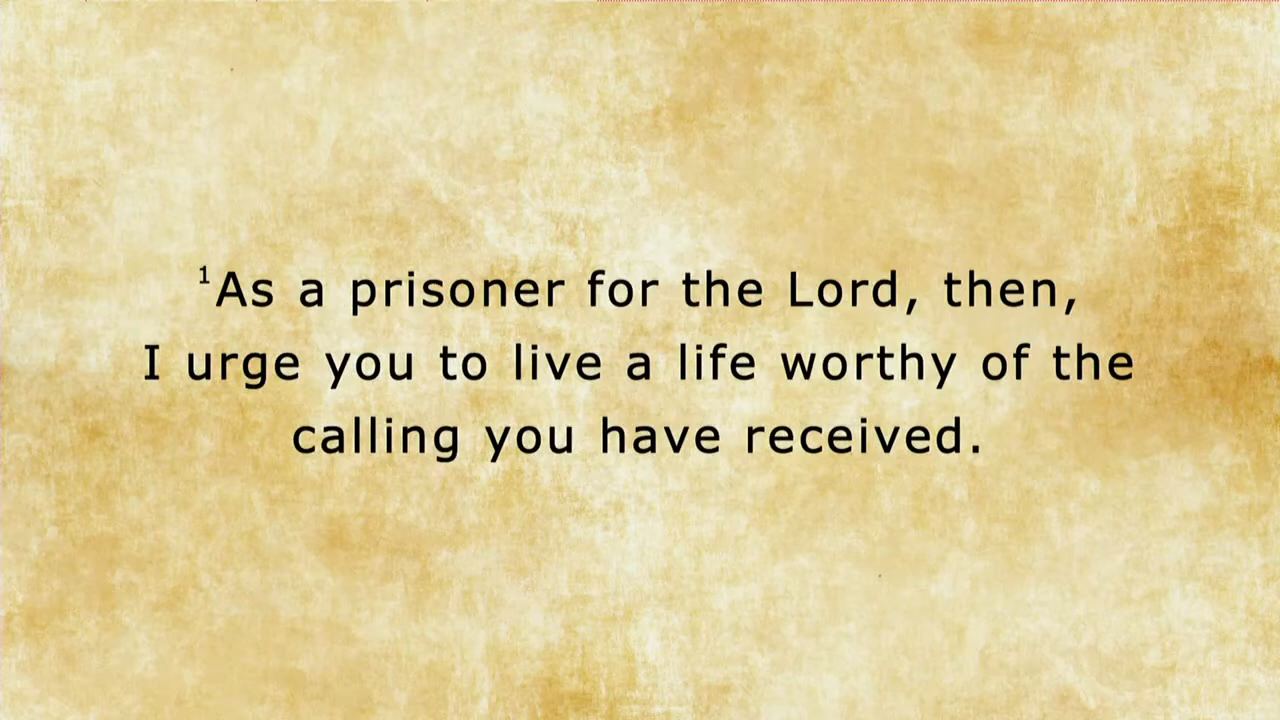 ¹As a prisoner for the Lord, then,
I urge you to live a life worthy of the
calling you have received.